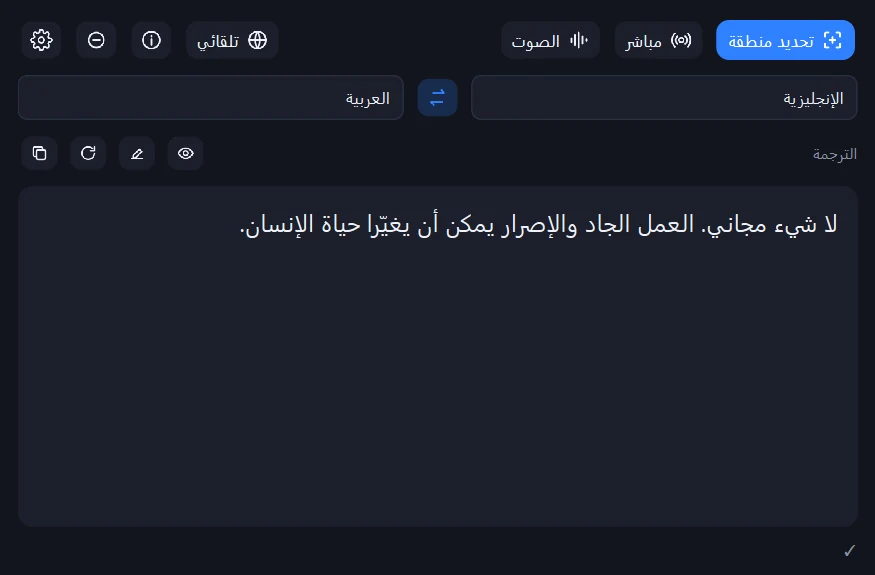 تحديد منطقة
مباشر
الصوت
تلقائي
الإنجليزية
العربية
الترجمة
لا شيء مجاني. العمل الجاد والإصرار يمكن أن يغيّرا حياة الإنسان.